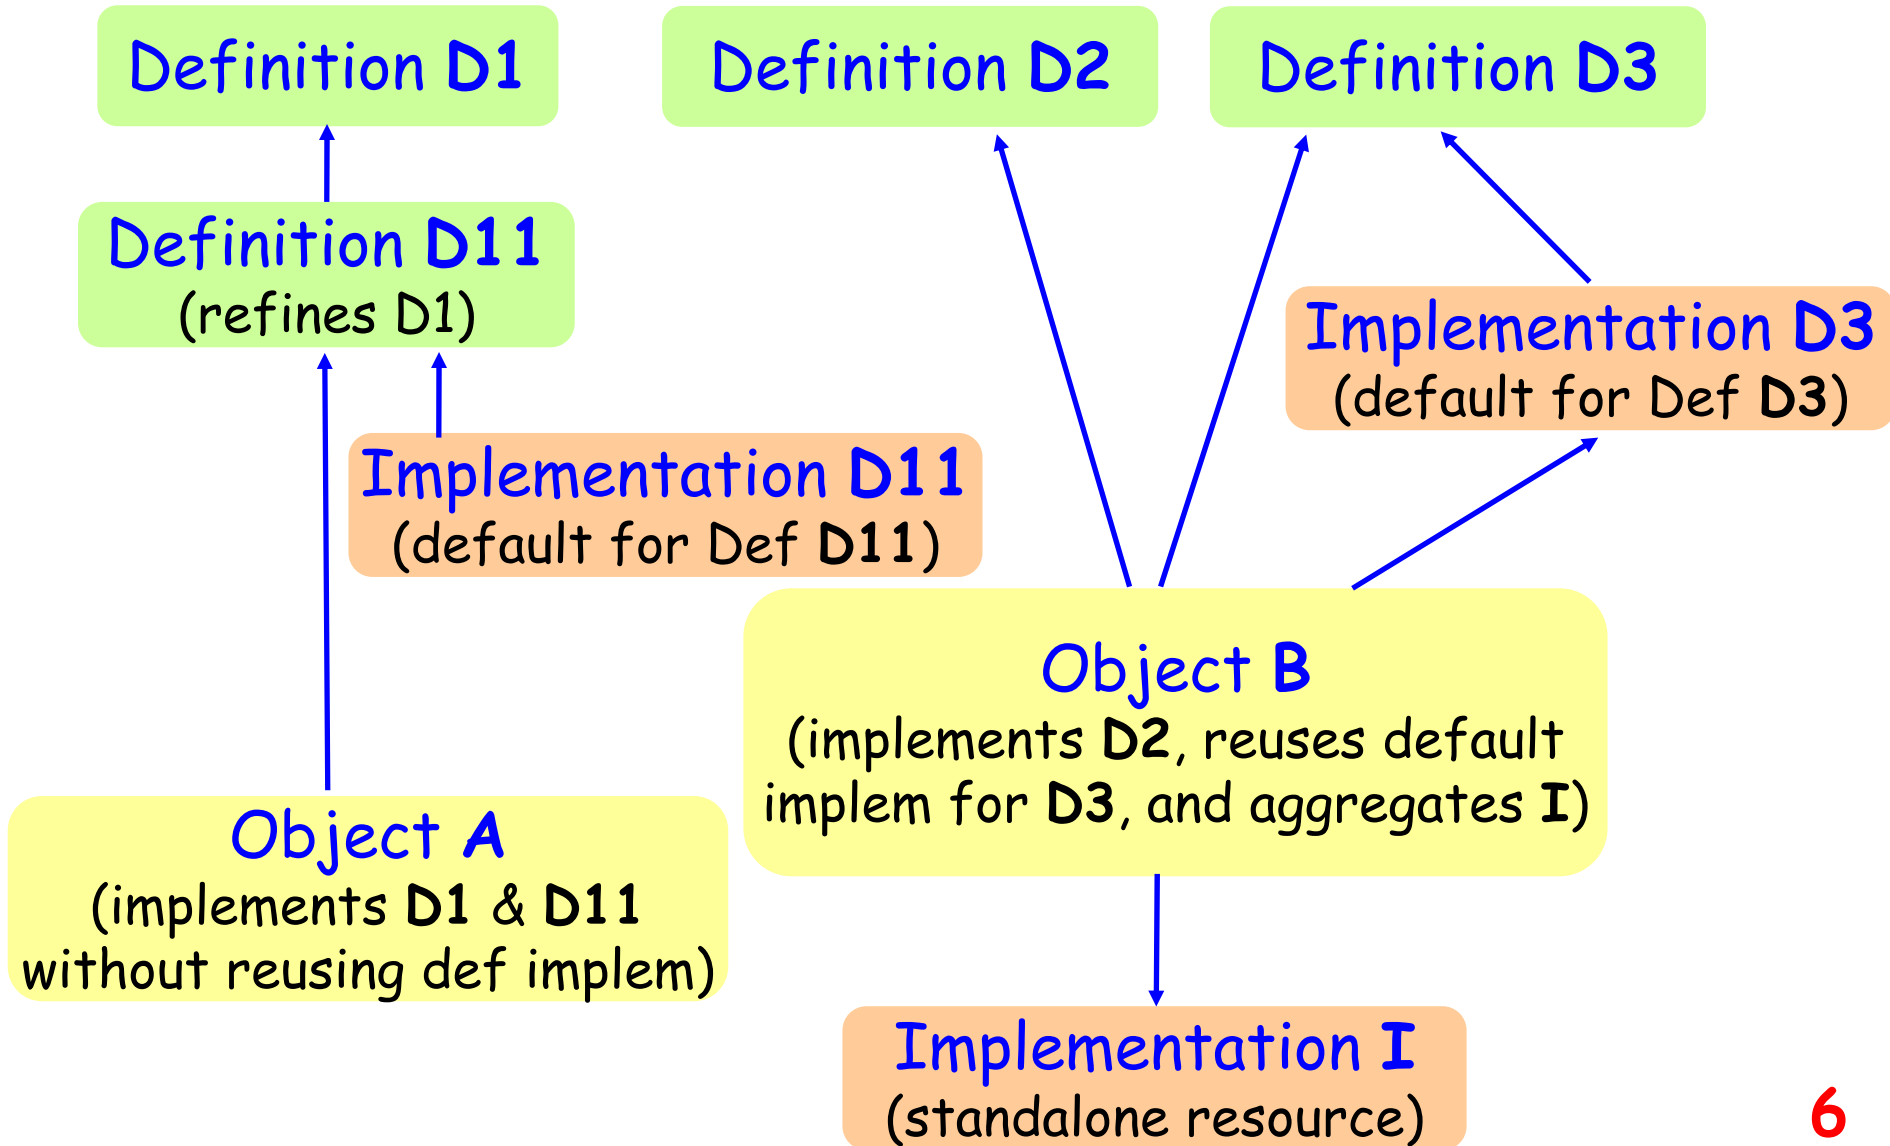 Definition D1
Definition D2
Definition D3
Definition D11
(refines D1)
Implementation D3
(default for Def D3)
Implementation D11
(default for Def D11)
Object B
(implements D2, reuses default
implem for D3, and aggregates I)
Object A
(implements D1 & D11
without reusing def implem)
Implementation I
(standalone resource)
6